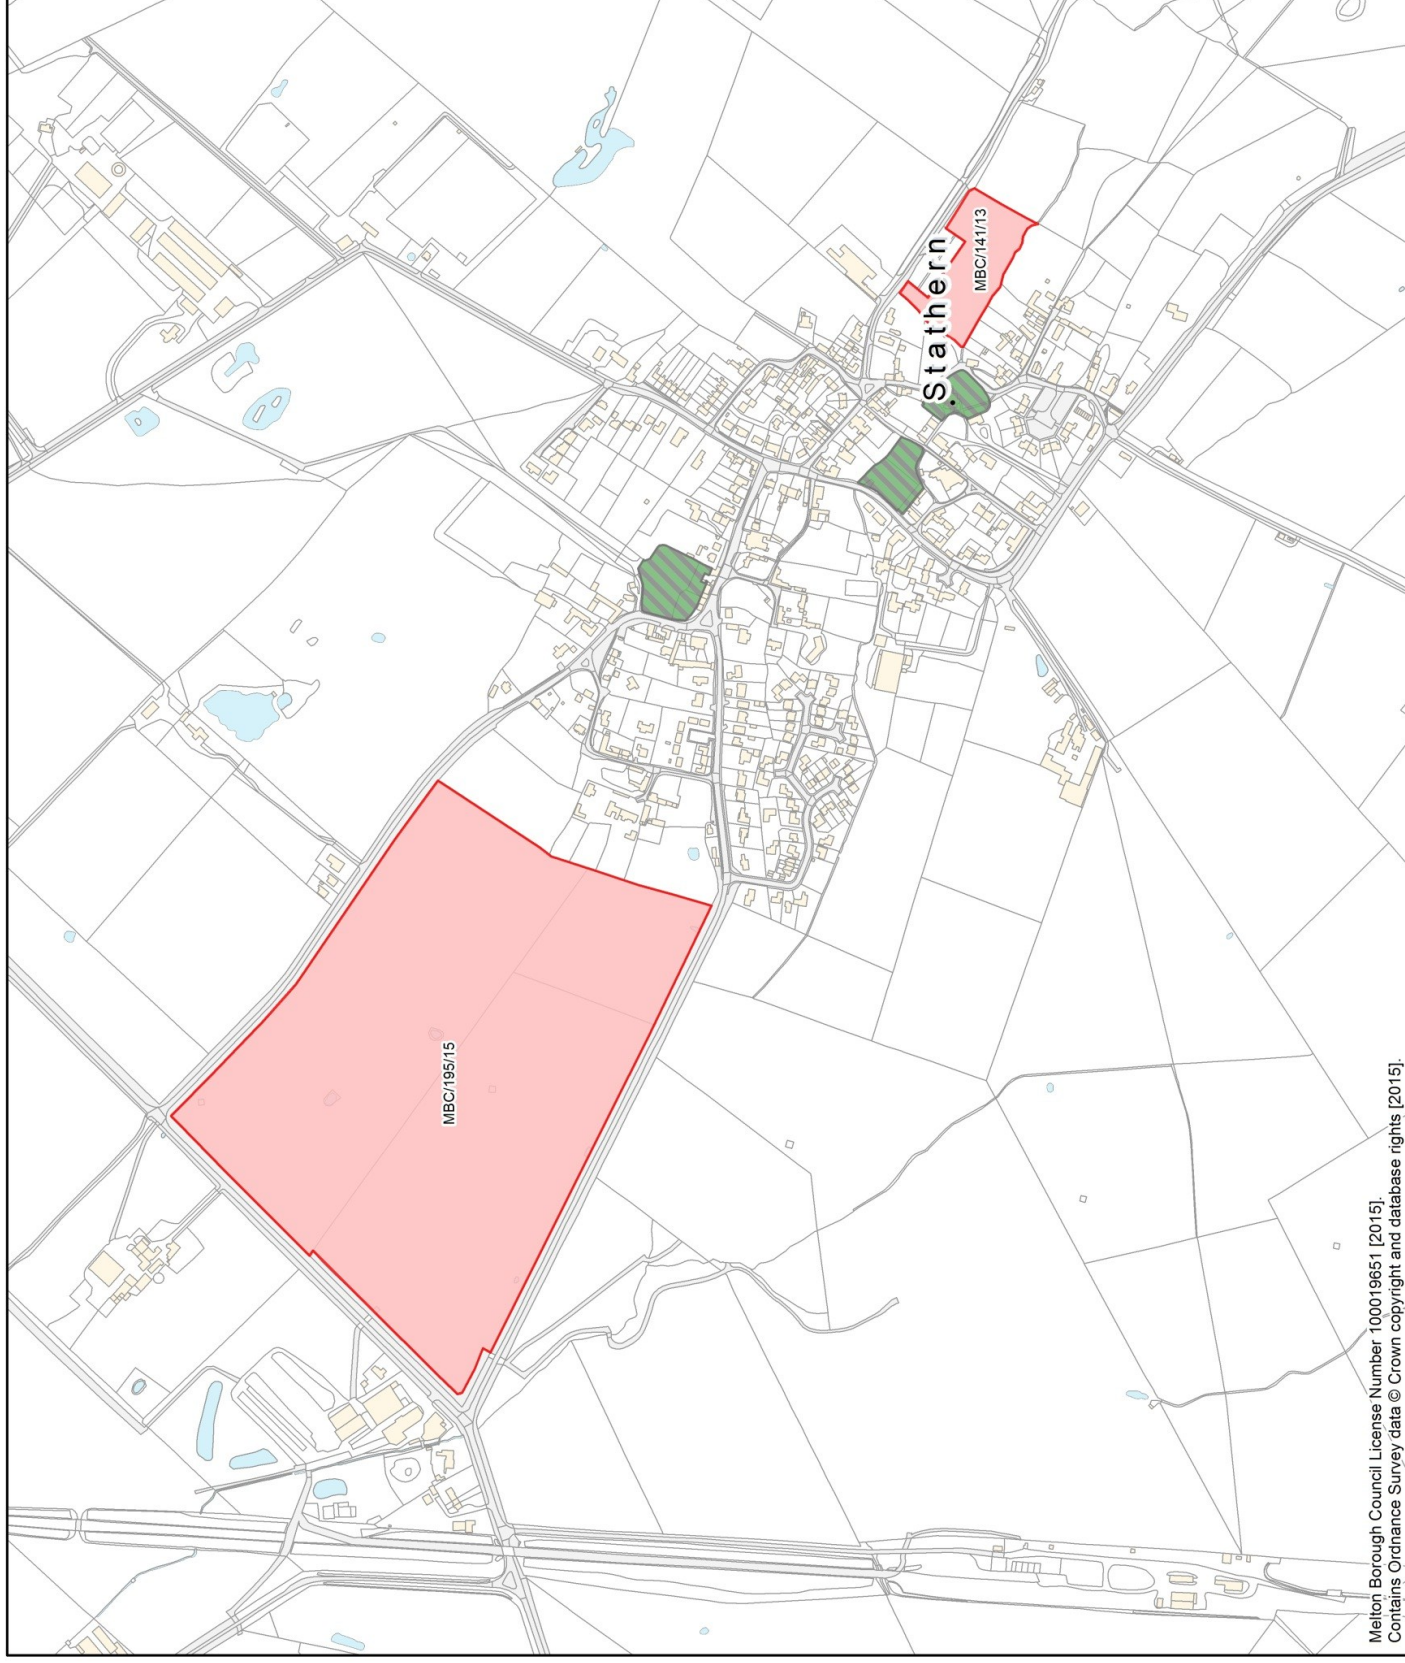 MBC/195/15
Stathern
MBC/141/13
Melton Borough Council License Number 100019651 [2015].
Contains Ordnance Survey data © Crown copyright and database rights [2015].